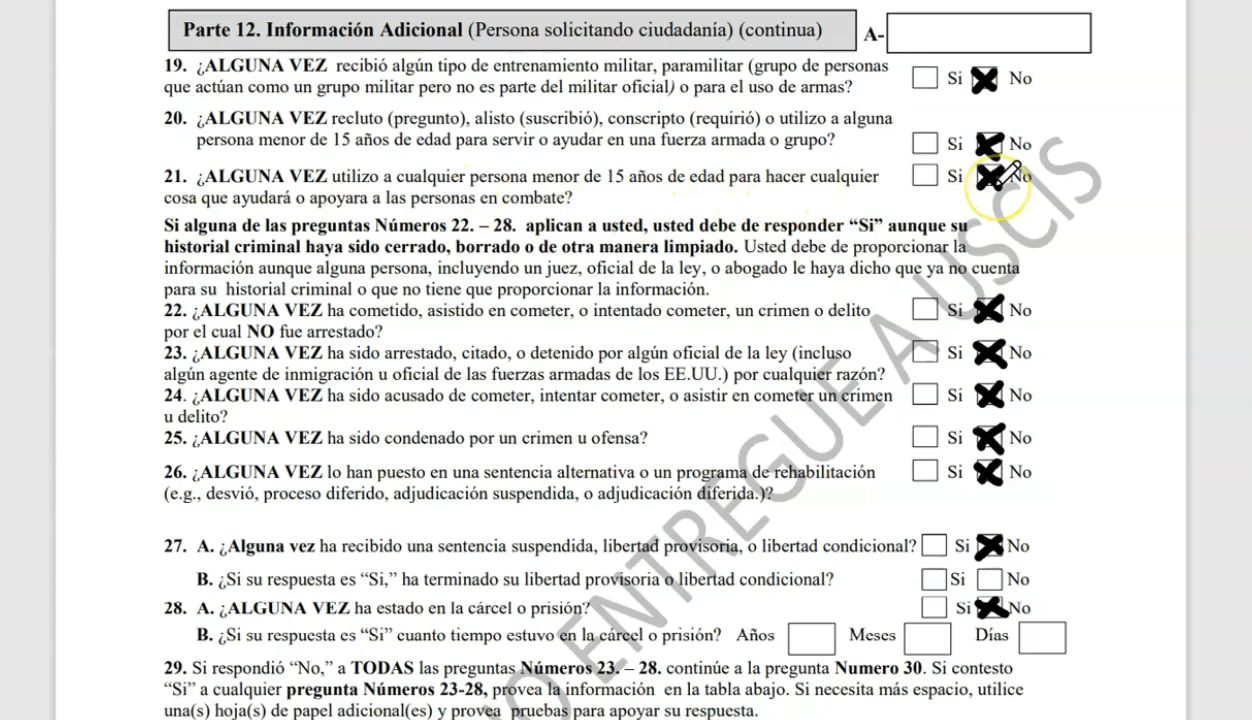 Parte 12. Información Adicional (Persona solicitando ciudadanía) (continua) A-
19. ¿ALGUNA VEZ recibió algún tipo de entrenamiento militar, paramilitar (grupo de personas
que actúan como un grupo militar pero no es parte del militar oficial) o para el uso de armas? Si No
20. ¿ALGUNA VEZ recluto (pregunto), alisto (suscribió), conscripto (requirió) o utilizo a alguna
persona menor de 15 años de edad para servir o ayudar en una fuerza armada o grupo? Si No
21. ¿ALGUNA VEZ utilizo a cualquier persona menor de 15 años de edad para hacer cualquier Si No
cosa que ayudará o apoyara a las personas en combate?
Si alguna de las preguntas Números 22. – 28. aplican a usted, usted debe de responder “Si” aunque su
historial criminal haya sido cerrado, borrado o de otra manera limpiado. Usted debe de proporcionar la
información aunque alguna persona, incluyendo un juez, oficial de la ley, o abogado le haya dicho que ya no cuenta
para su historial criminal o que no tiene que proporcionar la información.
22. ¿ALGUNA VEZ ha cometido, asistido en cometer, o intentado cometer, un crimen o delito Si No
por el cual NO fue arrestado?
23. ¿ALGUNA VEZ ha sido arrestado, citado, o detenido por algún oficial de la ley (incluso Si No
algún agente de inmigración u oficial de las fuerzas armadas de los EE.UU.) por cualquier razón?
24. ¿ALGUNA VEZ ha sido acusado de cometer, intentar cometer, o asistir en cometer un crimen Si No
u delito?
25. ¿ALGUNA VEZ ha sido condenado por un crimen u ofensa? Si No
26. ¿ALGUNA VEZ lo han puesto en una sentencia alternativa o un programa de rehabilitación Si No
(e.g., desvió, proceso diferido, adjudicación suspendida, o adjudicación diferida.)?
27. A. ¿Alguna vez ha recibido una sentencia suspendida, libertad provisoria, o libertad condicional? Si No
B. ¿Si su respuesta es “Si,” ha terminado su libertad provisoria o libertad condicional? Si No
28. A. ¿ALGUNA VEZ ha estado en la cárcel o prisión? Si No
B. ¿Si su respuesta es “Si” cuanto tiempo estuvo en la cárcel o prisión? Años Meses Días
29. Si respondió “No,” a TODAS las preguntas Números 23. – 28. continúe a la pregunta Numero 30. Si contesto
“Si” a cualquier pregunta Números 23-28, provea la información en la tabla abajo. Si necesita más espacio, utilice
una(s) hoja(s) de papel adicional(es) y provea pruebas para apoyar su respuesta.
NO ENTREGUE A USCIS